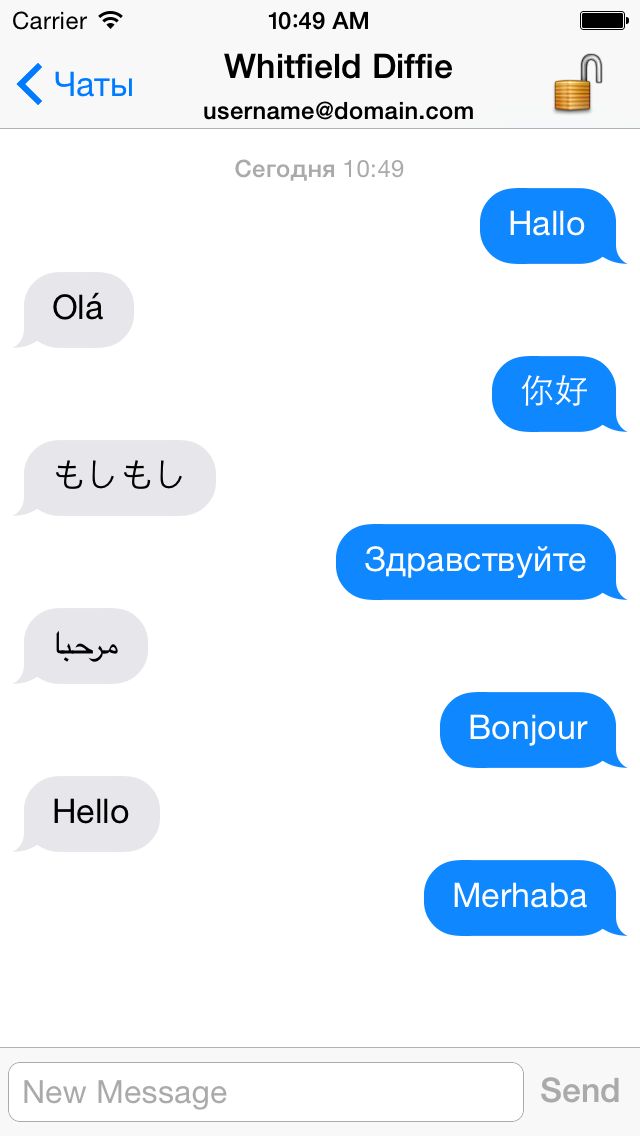 Carrier 10:49 AM
Чаты
Whitfield Diffie
username@domain.com
Сегодня 10:49
Hallo
Olá
你好
もしもし
Здравствуйте
مرحبا
Bonjour
Hello
Merhaba
New Message
Send